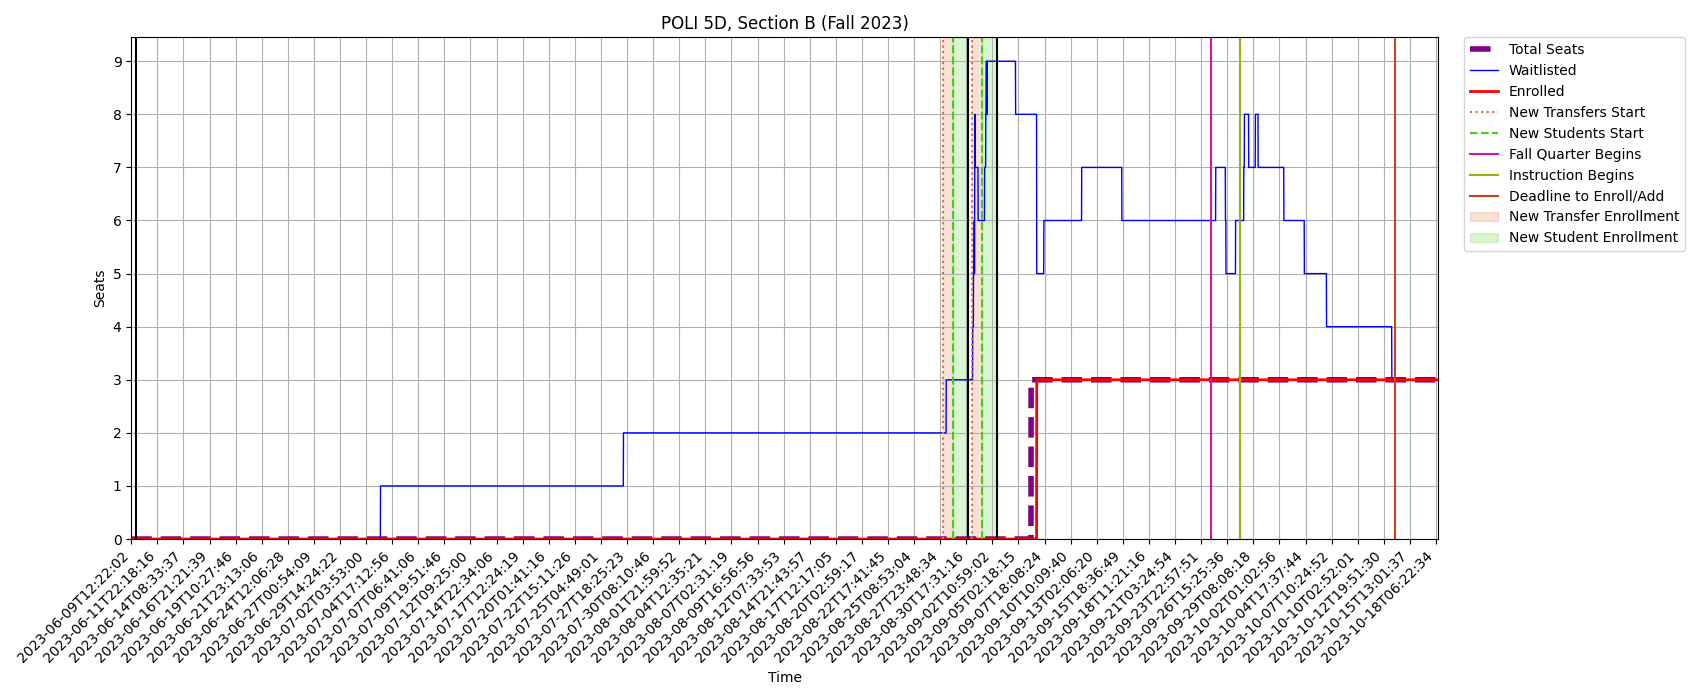 POLI 5D, Section B (Fall 2023)
Total Seats
Waitlisted
Enrolled
New Transfers Start
New Students Start
Fall Quarter Begins
Instruction Begins
Deadline to Enroll/Add
New Transfer Enrollment
New Student Enrollment
Seats
9
8
7
6
5
4
3
2
1
0
2023-06-09T12:22:02
2023-06-11T22:18:16
2023-06-14T08:33:37
2023-06-16T21:21:39
2023-06-19T10:27:46
2023-06-21T23:13:06
2023-06-24T12:06:28
2023-06-27T00:54:09
2023-06-29T14:24:22
2023-07-02T03:53:00
2023-07-04T17:12:56
2023-07-07T06:41:06
2023-07-09T19:51:46
2023-07-12T09:25:00
2023-07-14T22:34:06
2023-07-17T12:24:19
2023-07-20T01:41:16
2023-07-22T15:11:26
2023-07-25T04:49:01
2023-07-27T18:25:23
2023-07-30T08:10:46
2023-08-01T21:59:52
2023-08-04T12:35:21
2023-08-07T02:31:19
2023-08-09T16:56:56
2023-08-12T07:33:53
2023-08-14T21:43:57
2023-08-17T12:17:05
2023-08-20T02:59:17
2023-08-22T17:41:45
2023-08-25T08:53:04
2023-08-27T23:48:34
2023-08-30T17:31:16
2023-09-02T10:59:02
2023-09-05T02:18:15
2023-09-07T18:08:24
2023-09-10T10:09:40
2023-09-13T02:06:20
2023-09-15T18:36:49
2023-09-18T11:21:16
2023-09-21T03:24:54
2023-09-23T22:57:51
2023-09-26T15:25:36
2023-09-29T08:08:18
2023-10-02T01:02:56
2023-10-04T17:37:44
2023-10-07T10:24:52
2023-10-10T02:52:01
2023-10-12T19:51:30
2023-10-15T13:01:37
2023-10-18T06:22:34
Time